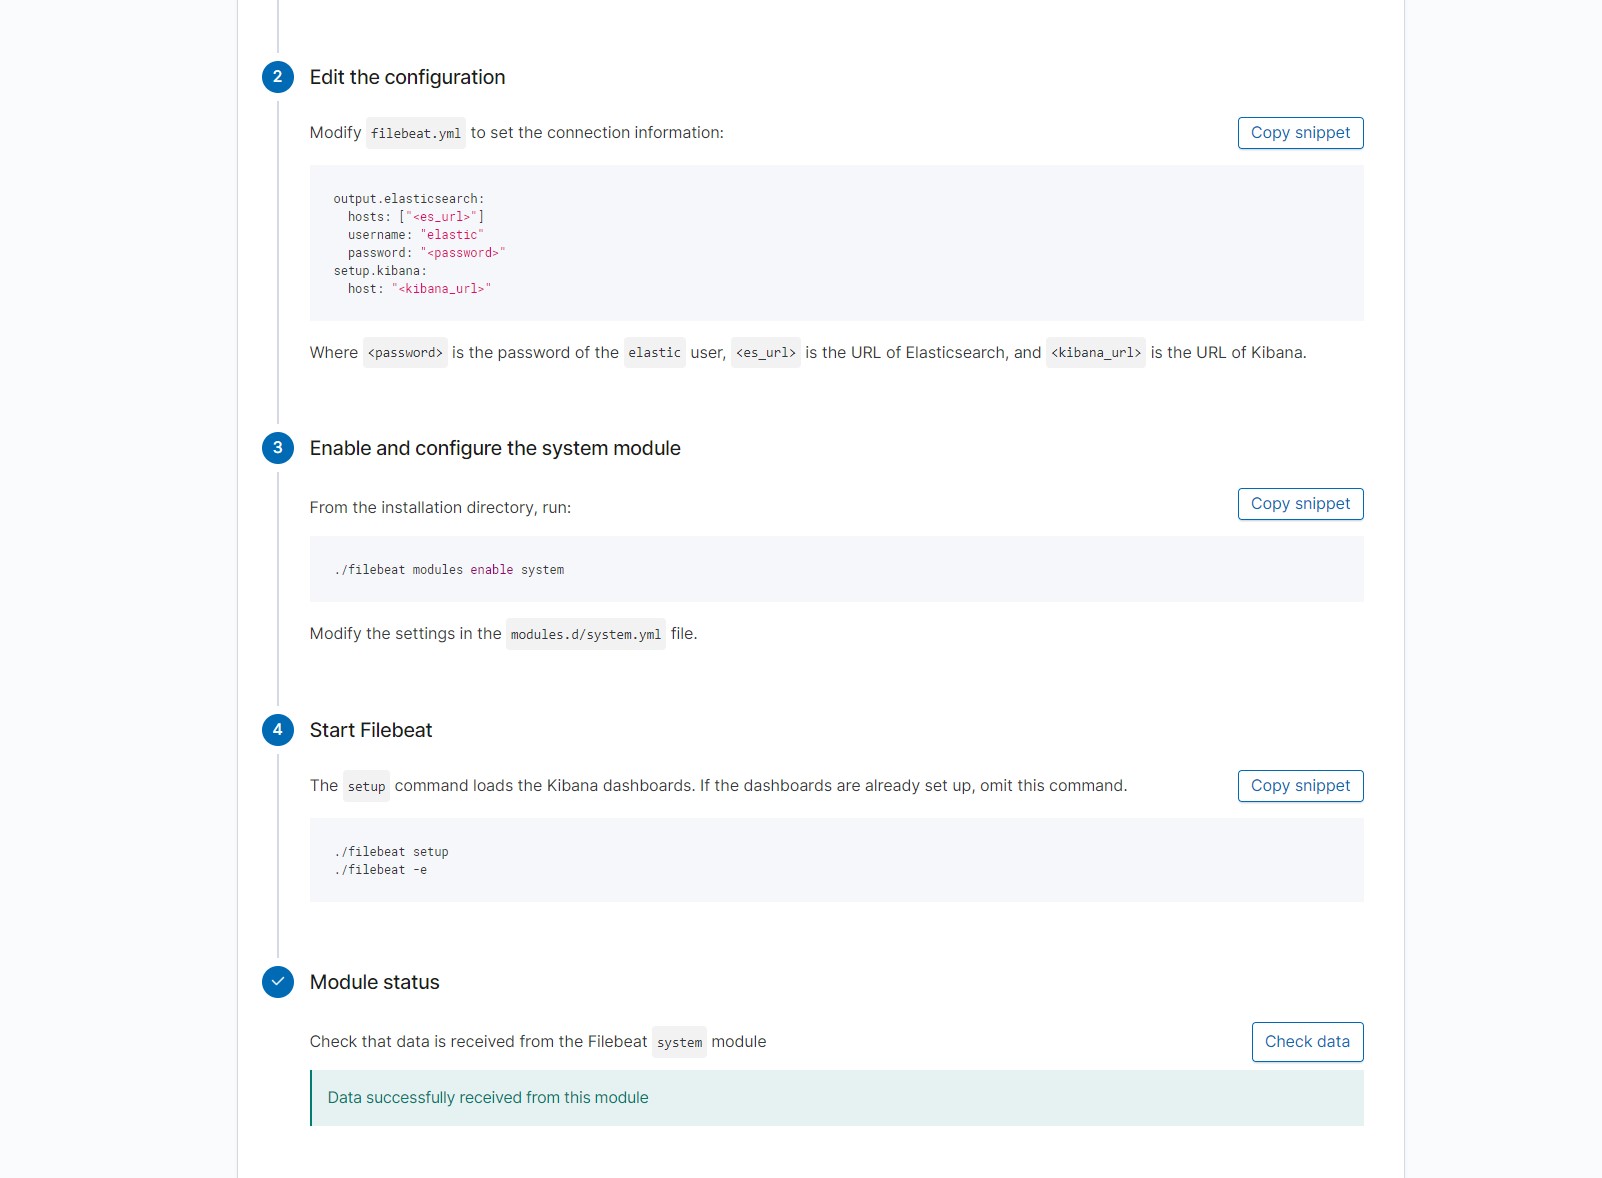 2 Edit the configuration
Modify filebeat.yml to set the connection information:
Copy snippet
output.elasticsearch:
  hosts: ["<es_url>"]
  username: "elastic"
  password: "<password>"
setup.kibana:
  host: "<kibana_url>"
Where <password> is the password of the elastic user, <es_url> is the URL of Elasticsearch, and <kibana_url> is the URL of Kibana.
3 Enable and configure the system module
From the installation directory, run:
Copy snippet
./filebeat modules enable system
Modify the settings in the modules.d/system.yml file.
4 Start Filebeat
The setup command loads the Kibana dashboards. If the dashboards are already set up, omit this command.
Copy snippet
./filebeat setup
./filebeat -e
Module status
Check that data is received from the Filebeat system module
Check data
Data successfully received from this module